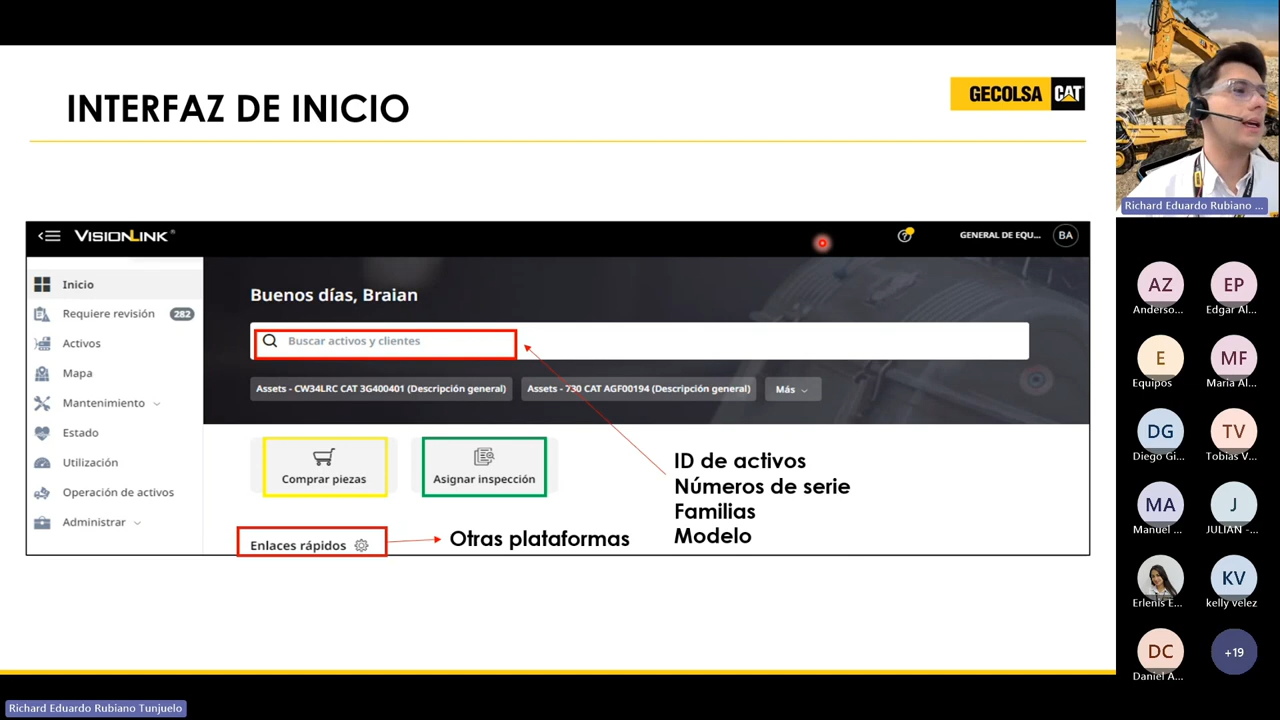 INTERFAZ DE INICIO
GECOLSA CAT
VISIONLINK®
GENERAL DE EQU...
BA
Inicio
Requiere revisión 282
Activos
Mapa
Mantenimiento
Estado
Utilización
Operación de activos
Administrar
Buenos días, Braian
Buscar activos y clientes
Assets - CW34LRC CAT 3G400401 (Descripción general)
Assets - 730 CAT AGF00194 (Descripción general)
Más
Comprar piezas
Asignar inspección
Enlaces rápidos
Otras plataformas
ID de activos
Números de serie
Familias
Modelo
Richard Eduardo Rubiano ...
AZ
Anderso...
EP
Edgar Al...
E
Equipos
MF
Maria Al...
DG
Diego Gi...
TV
Tobias V...
MA
Manuel ...
J
JULIAN -...
Erlenis E...
KV
kelly velez
DC
Daniel A...
+19
Richard Eduardo Rubiano Tunjuelo